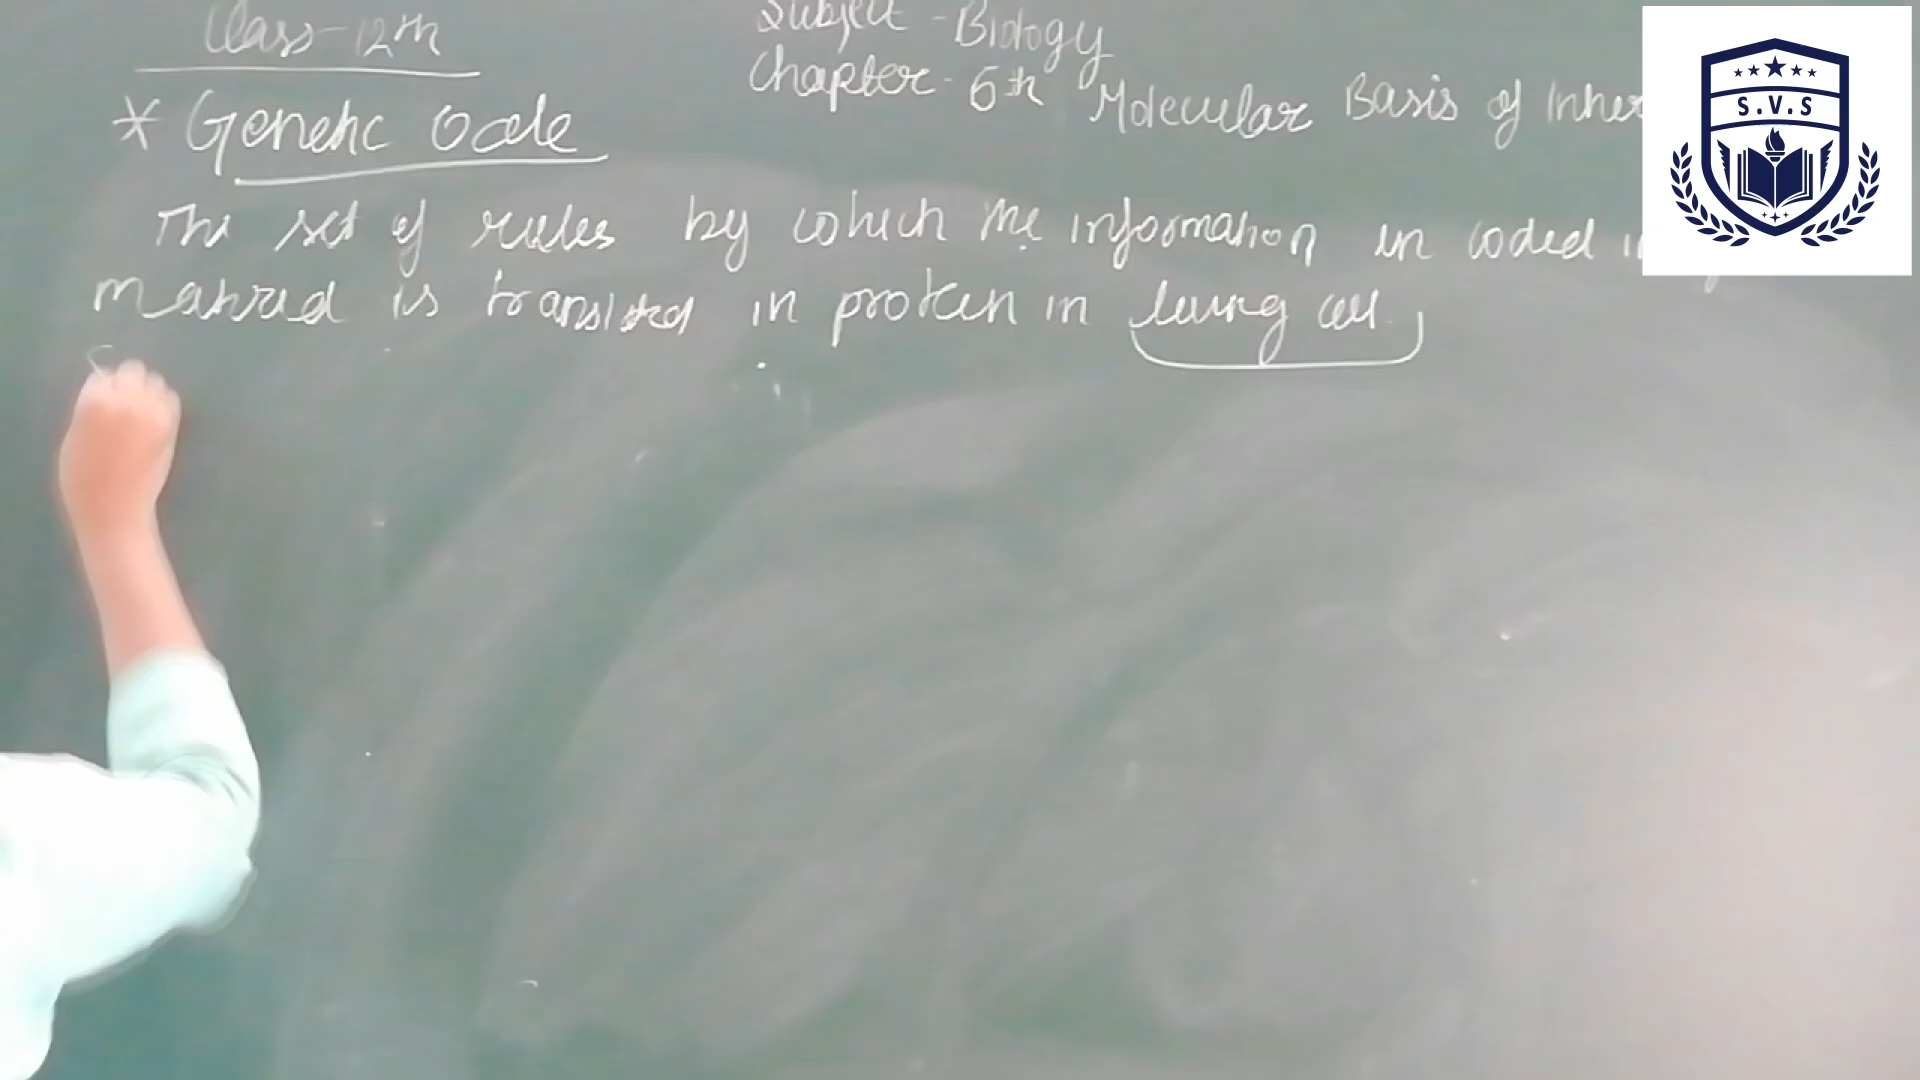 Class-12th
Subject - Biology
Chapter - 6th Molecular Basis of Inher
S.V.S
* Genetic Code
The set of rules by which the information in coded in
material is translated in protein in living cell.